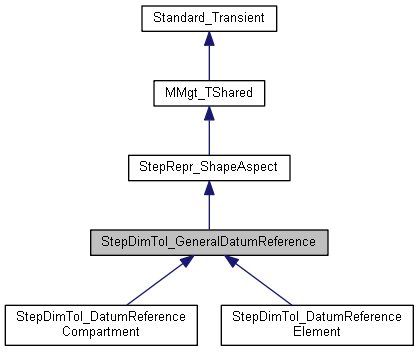 Standard_Transient
MMgt_TShared
StepRepr_ShapeAspect
StepDimTol_GeneralDatumReference
StepDimTol_DatumReference
Compartment
StepDimTol_DatumReference
Element